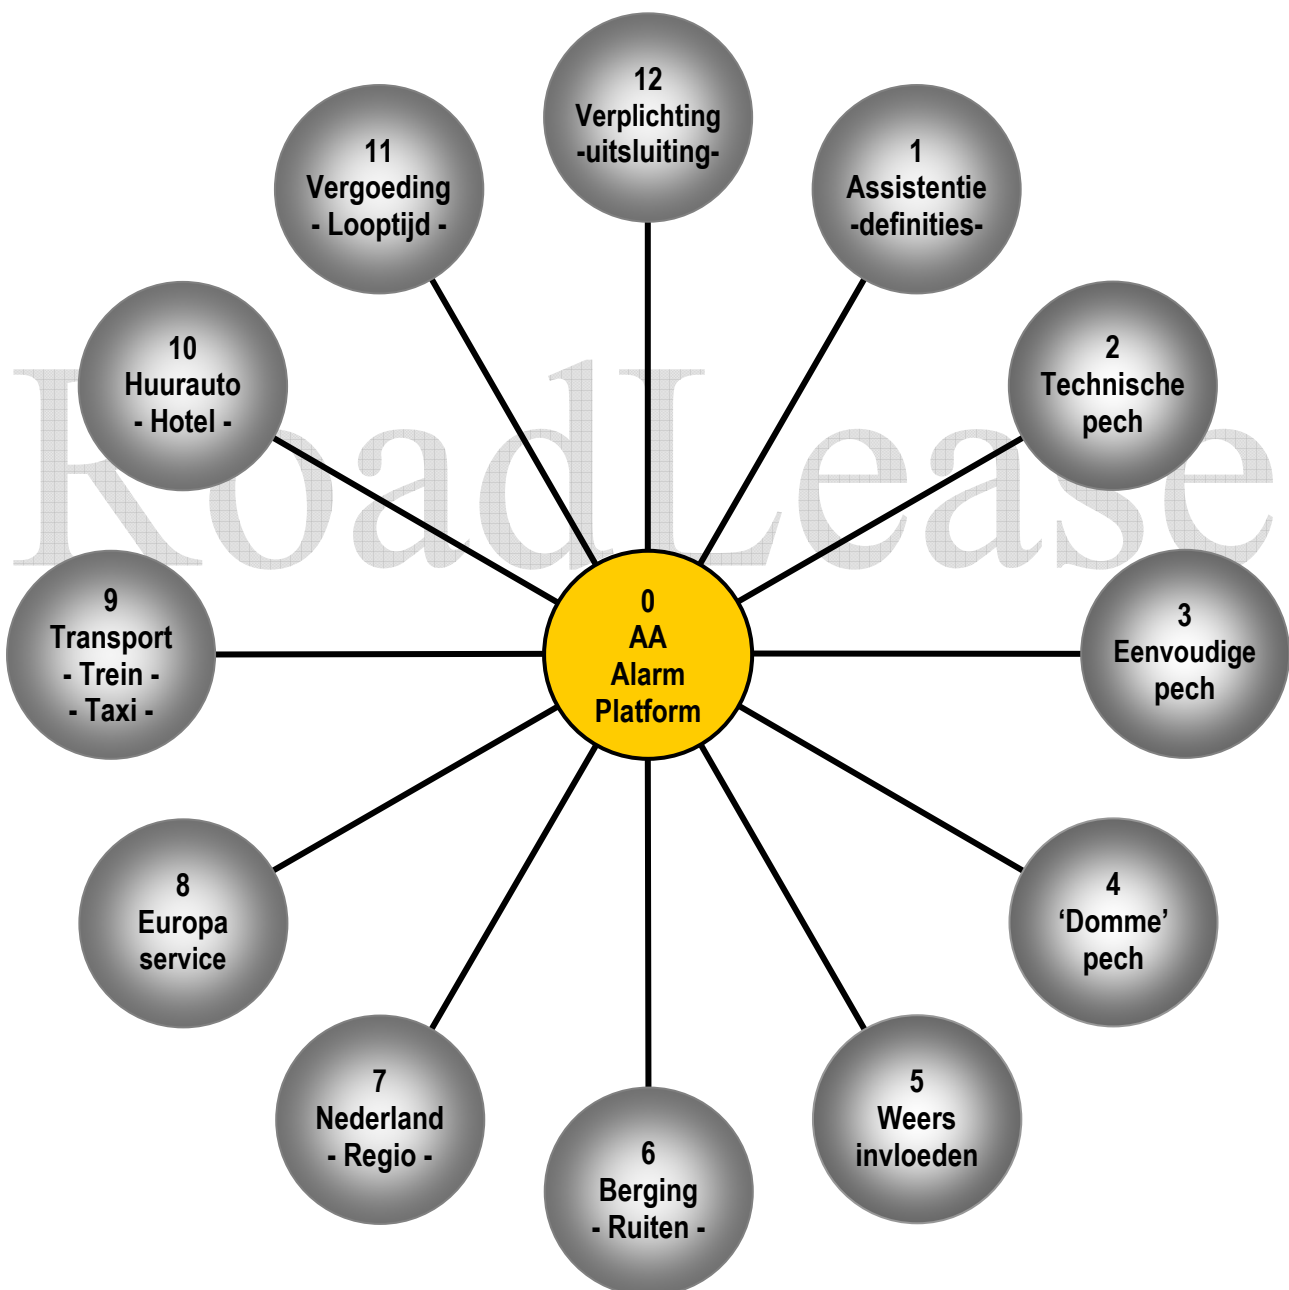 12
Verplichting
-uitsluiting-
1
Assistentie
-definities-
2
Technische
pech
3
Eenvoudige
pech
4
‘Domme’
pech
5
Weers
invloeden
6
Berging
- Ruiten -
7
Nederland
- Regio -
8
Europa
service
9
Transport
- Trein -
- Taxi -
10
Huurauto
- Hotel -
11
Vergoeding
- Looptijd -
0
AA
Alarm
Platform
RoadLease